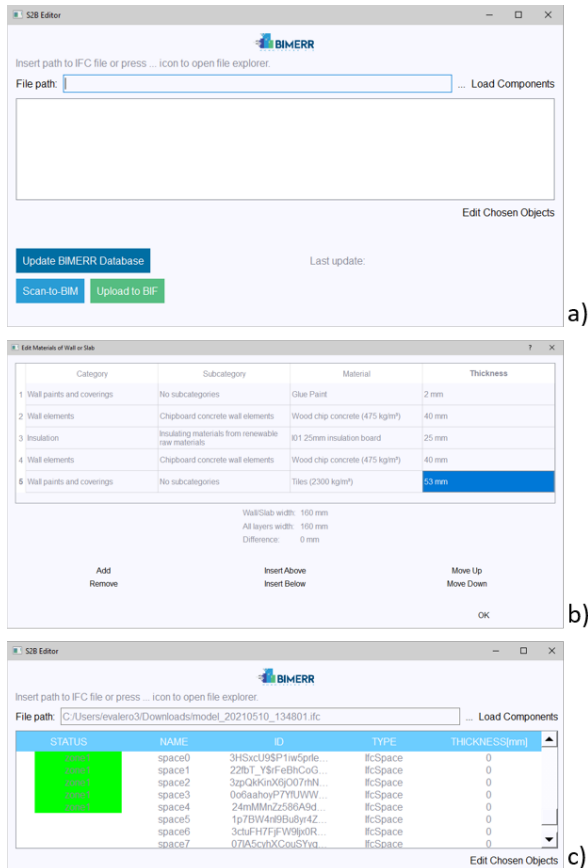 S2B Editor
BIMERR
Insert path to IFC file or press ... icon to open file explorer.
File path: ... Load Components
Edit Chosen Objects
Update BIMERR Database Last update:
Scan-to-BIM Upload to BIF
a)
Edit Materials of Wall or Slab
Category Subcategory Material Thickness
1 Wall paints and coverings No subcategories Glue Paint 2 mm
2 Wall elements Chipboard concrete wall elements Wood chip concrete (475 kg/m³) 40 mm
3 Insulation Insulating materials from renewable raw materials I01 25mm insulation board 25 mm
4 Wall elements Chipboard concrete wall elements Wood chip concrete (475 kg/m³) 40 mm
5 Wall paints and coverings No subcategories Tiles (2300 kg/m³) 53 mm
Wall/Slab width: 160 mm
All layers width: 160 mm
Difference: 0 mm
Add Insert Above Move Up
Remove Insert Below Move Down
OK
b)
S2B Editor
BIMERR
Insert path to IFC file or press ... icon to open file explorer.
File path: C:/Users/evalero3/Downloads/model_20210510_134801.ifc ... Load Components
STATUS NAME ID TYPE THICKNESS[mm]
space0 3HSxcU9$P1iw5prle... IfcSpace 0
space1 22fbT_Y$rFeBhCoG... IfcSpace 0
space2 3zpQkKinX6jO07rhN... IfcSpace 0
space3 0o6aahoyP7YfUWW... IfcSpace 0
space4 24mMMnZz586A9d... IfcSpace 0
space5 1p7BW4nl9Bu8yr4Z... IfcSpace 0
space6 3ctuFH7FjFW9ljx0R... IfcSpace 0
space7 07lA5cyhXCouSYyg... IfcSpace 0
Edit Chosen Objects
c)